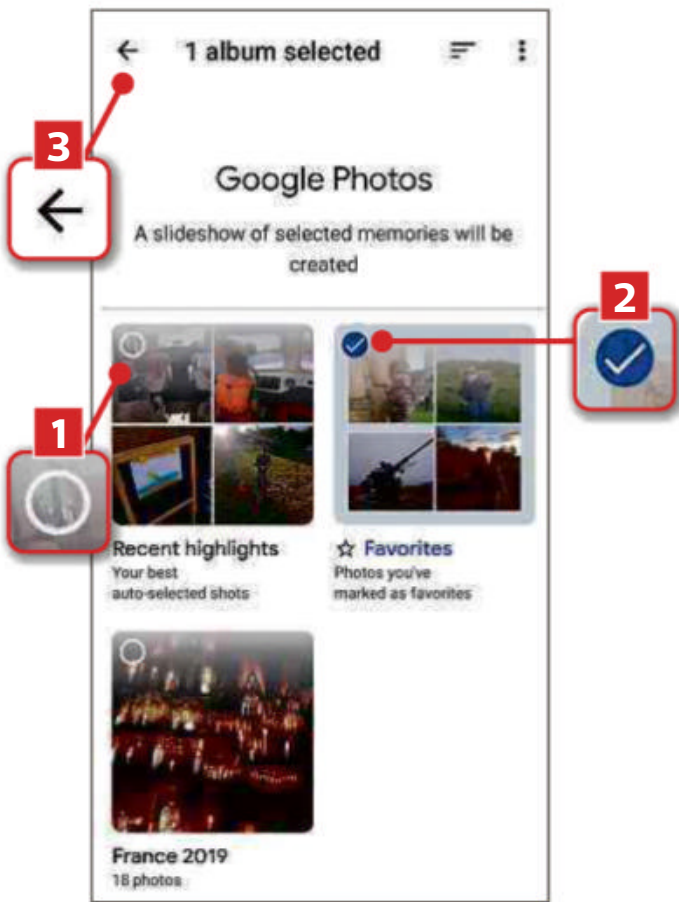 1 album selected
3
Google Photos
A slideshow of selected memories will be
created
2
1
Recent highlights
Your best
auto-selected shots
☆ Favorites
Photos you've
marked as favorites
France 2019
18 photos